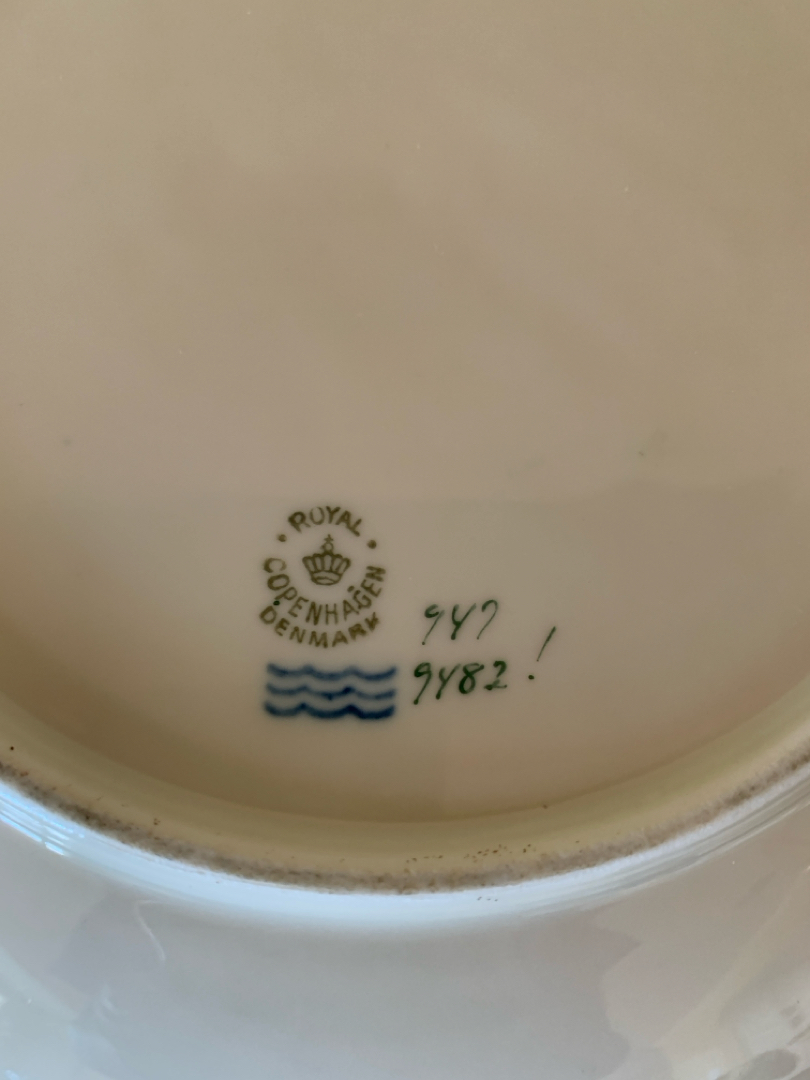 ROYAL
COPENHAGEN
DENMARK
947
9482 !